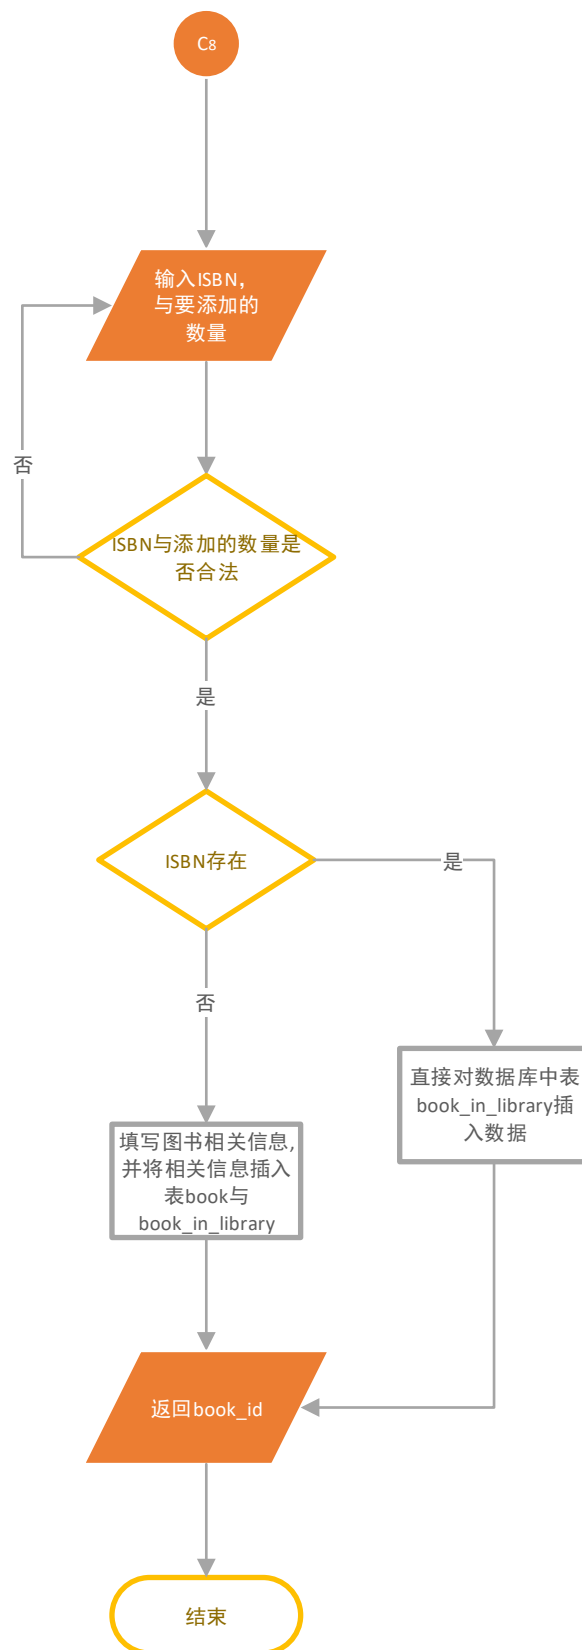 C8
输入ISBN，
与要添加的
数量
否
ISBN与添加的数量是
否合法
是
ISBN存在
是
否
直接对数据库中表
book_in_library插
入数据
填写图书相关信息,
并将相关信息插入
表book与
book_in_library
返回book_id
结束